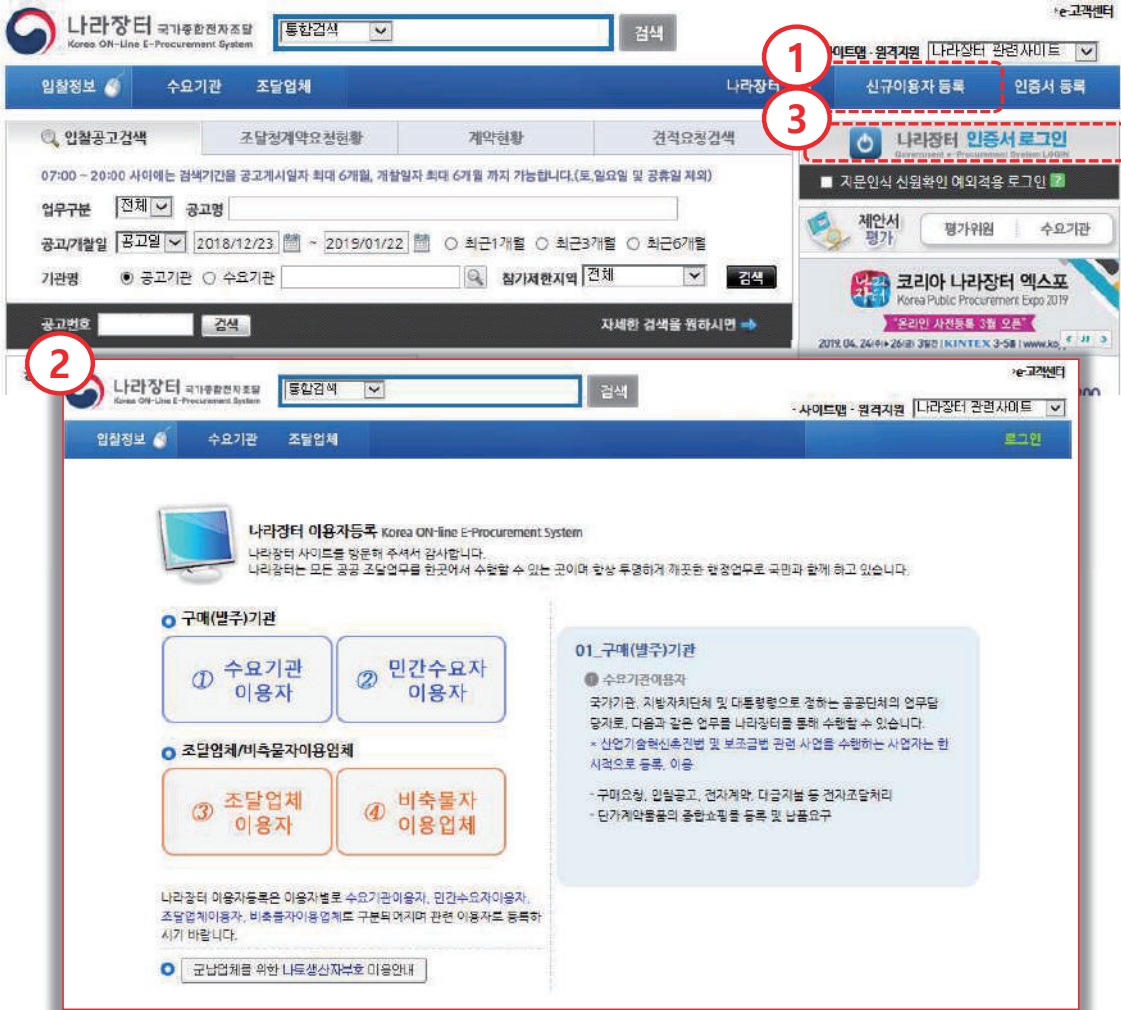 나라장터 국가종합전자조달
Korea ON-Line E-Procurement System
통합검색
검색
e-고객센터
사이트맵 · 원격지원 나라장터 관련사이트
1
입찰정보 수요기관 조달업체 나라장터 신규이용자 등록 인증서 등록
3
입찰공고검색 조달청계약요청현황 계약현황 견적요청검색
나라장터 인증서 로그인
Government e-Procurement System LOGIN
07:00 ~ 20:00 사이에는 검색기간을 공고게시일자 최대 6개월, 개찰일자 최대 6개월 까지 가능합니다.(토,일요일 및 공휴일 제외)
지문인식 신원확인 예외적용 로그인 ?
업무구분 전체 공고명
제안서 평가 평가위원 수요기관
공고/개찰일 공고일 2018/12/23 ~ 2019/01/22 최근1개월 최근3개월 최근6개월
기관명 공고기관 수요기관 참가제한지역 전체 검색
나라장터 코리아 나라장터 엑스포
Korea Public Procurement Expo 2019
"온라인 사전등록 3월 오픈"
공고번호 검색 자세한 검색을 원하시면
2019. 04. 24(수)▸26(금) 3일간 | KINTEX 3-5홀 | www.ko
2
나라장터 국가종합전자조달
Korea ON-Line E-Procurement System
통합검색
검색
e-고객센터
· 사이트맵 · 원격지원 나라장터 관련사이트
입찰정보 수요기관 조달업체 로그인
나라장터 이용자등록 Korea ON-line E-Procurement System
나라장터 사이트를 방문해 주셔서 감사합니다.
나라장터는 모든 공공 조달업무를 한곳에서 수행할 수 있는 곳이며 항상 투명하게 깨끗한 행정업무로 국민과 함께 하고 있습니다.
구매(발주)기관
① 수요기관 이용자
② 민간수요자 이용자
조달업체/비축물자이용업체
③ 조달업체 이용자
④ 비축물자 이용업체
나라장터 이용자등록은 이용자별로 수요기관이용자, 민간수요자이용자,
조달업체이용자, 비축물자이용업체로 구분되어지며 관련 이용자로 등록하
시기 바랍니다.
군납업체를 위한 나토생산자부호 이용안내
01_구매(발주)기관
❶ 수요기관이용자
국가기관, 지방자치단체 및 대통령령으로 정하는 공공단체의 업무담
당자로, 다음과 같은 업무를 나라장터를 통해 수행할 수 있습니다.
* 산업기술혁신촉진법 및 보조금법 관련 사업을 수행하는 사업자는 한
시적으로 등록, 이용
- 구매요청, 입찰공고, 전자계약, 대금지불 등 전자조달처리
- 단가계약물품의 종합쇼핑몰 등록 및 납품요구